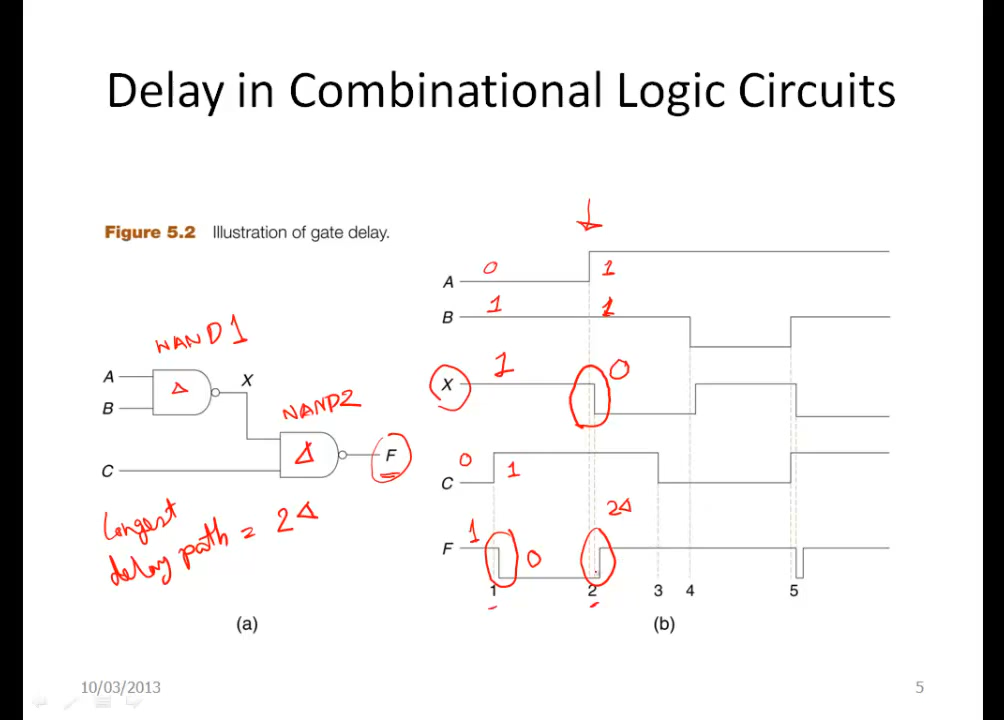 Delay in Combinational Logic Circuits
Figure 5.2 Illustration of gate delay.
NAND1
A
B
Δ
X
NAND2
Δ
F
C
Longest
delay path = 2Δ
(a)
A 0 1
B 1 1
X 1 0
C 0 1
2Δ
F 1 0
1 2 3 4 5
(b)
10/03/2013
5